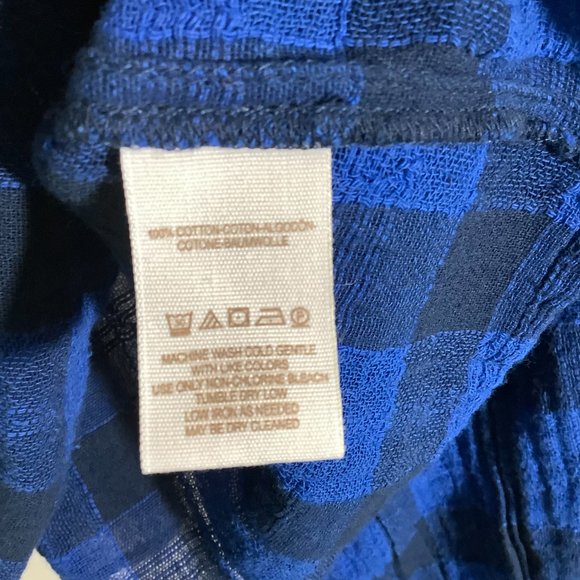 100% COTTON-COTON-ALGODÓN-
COTONE-BAUMWOLLE
MACHINE WASH COLD GENTLE
WITH LIKE COLORS
USE ONLY NON-CHLORINE BLEACH
TUMBLE DRY LOW
LOW IRON AS NEEDED
MAY BE DRY CLEANED